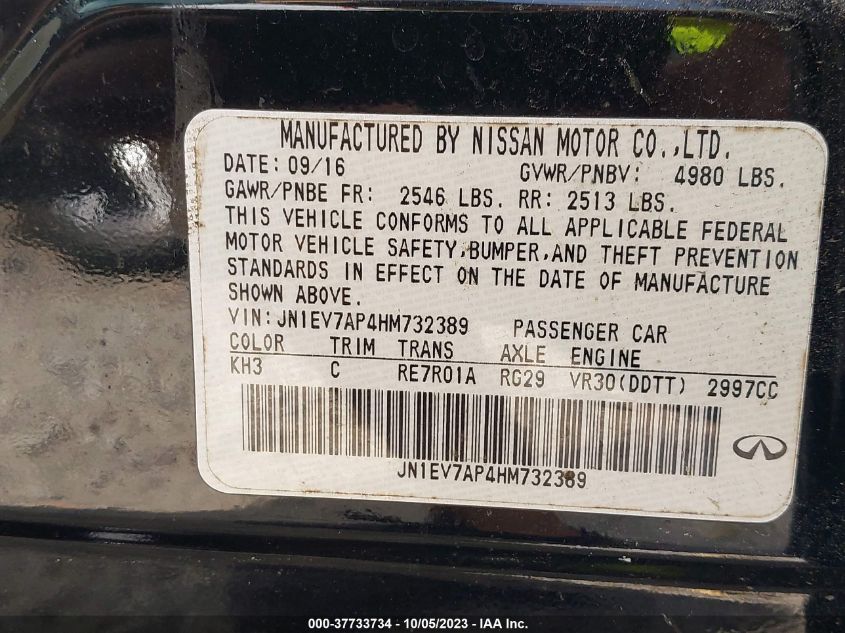 MANUFACTURED BY NISSAN MOTOR CO.,LTD.
DATE: 09/16 GVWR/PNBV: 4980 LBS.
GAWR/PNBE FR: 2546 LBS. RR: 2513 LBS.
THIS VEHICLE CONFORMS TO ALL APPLICABLE FEDERAL
MOTOR VEHICLE SAFETY,BUMPER,AND THEFT PREVENTION
STANDARDS IN EFFECT ON THE DATE OF MANUFACTURE
SHOWN ABOVE.
VIN: JN1EV7AP4HM732389 PASSENGER CAR
COLOR TRIM TRANS AXLE ENGINE
KH3 C RE7R01A RG29 VR30(DDTT) 2997CC
JN1EV7AP4HM732389
000-37733734 - 10/05/2023 - © IAA Inc.